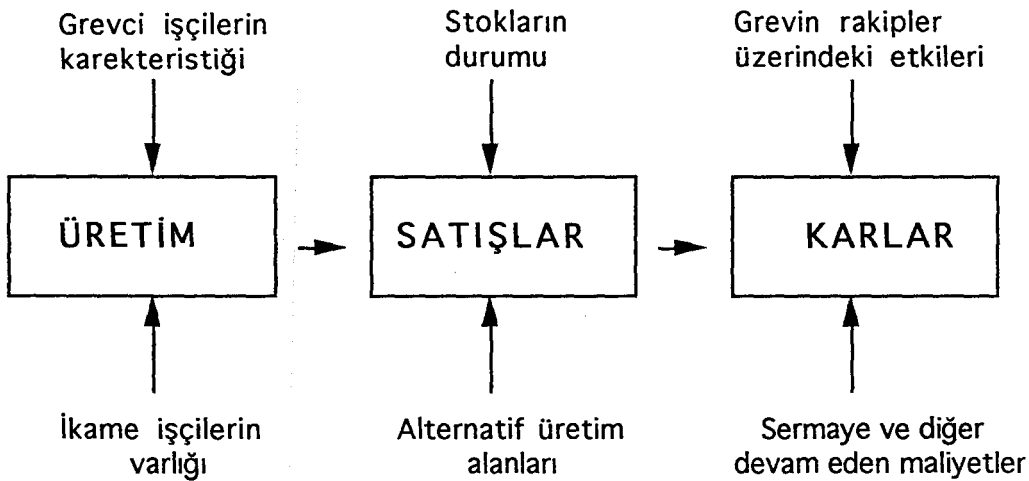 Grevci işçilerin
karekteristiği
Stokların
durumu
Grevin rakipler
üzerindeki etkileri
ÜRETİM
SATIŞLAR
KARLAR
İkame işçilerin
varlığı
Alternatif üretim
alanları
Sermaye ve diğer
devam eden maliyetler